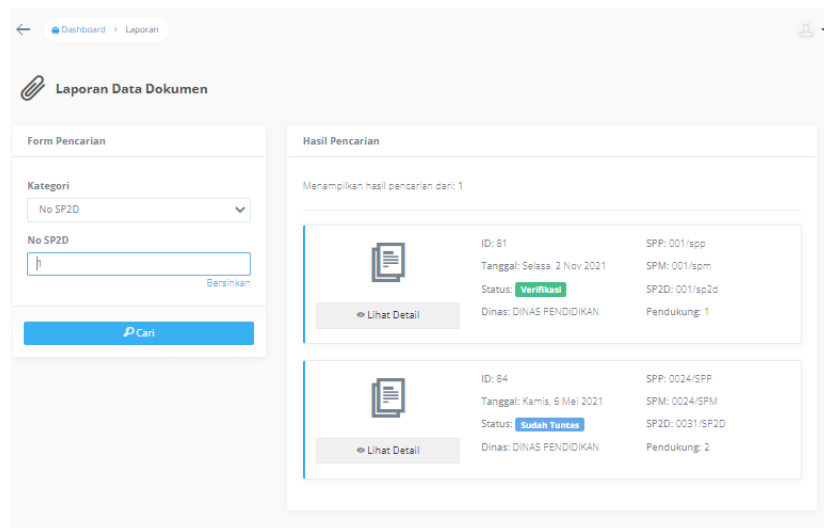 Dashboard > Laporan
Laporan Data Dokumen
Form Pencarian
Kategori
No SP2D
No SP2D
1
Bersihkan
Cari
Hasil Pencarian
Menampilkan hasil pencarian dari: 1
ID: 81
Tanggal: Selasa, 2 Nov 2021
Status: Verifikasi
Dinas: DINAS PENDIDIKAN
SPP: 001/spp
SPM: 001/spm
SP2D: 001/sp2d
Pendukung: 1
Lihat Detail
ID: 84
Tanggal: Kamis, 6 Mei 2021
Status: Sudah Tuntas
Dinas: DINAS PENDIDIKAN
SPP: 0024/SPP
SPM: 0024/SPM
SP2D: 0031/SP2D
Pendukung: 2
Lihat Detail